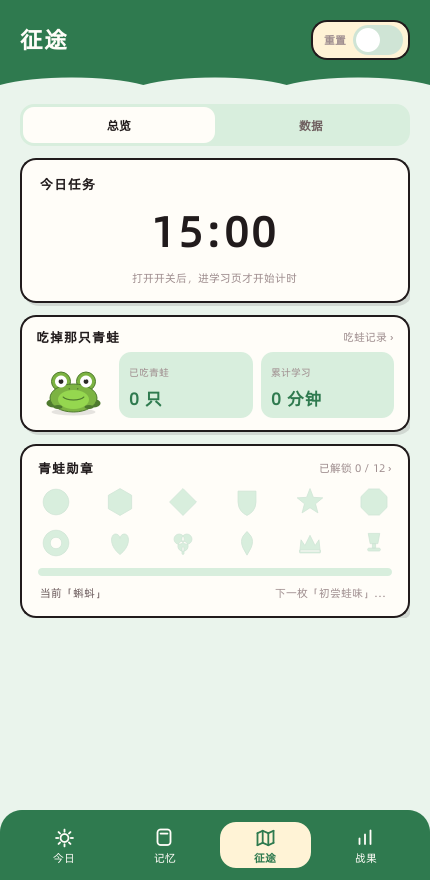 征途
重置
总览
数据
今日任务
15:00
打开开关后，进学习页才开始计时
吃掉那只青蛙
吃蛙记录 ›
已吃青蛙
累计学习
0 只
0 分钟
青蛙勋章
已解锁 0 / 12 ›
当前「蝌蚪」
下一枚「初尝蛙味」...
今日
记忆
征途
战果